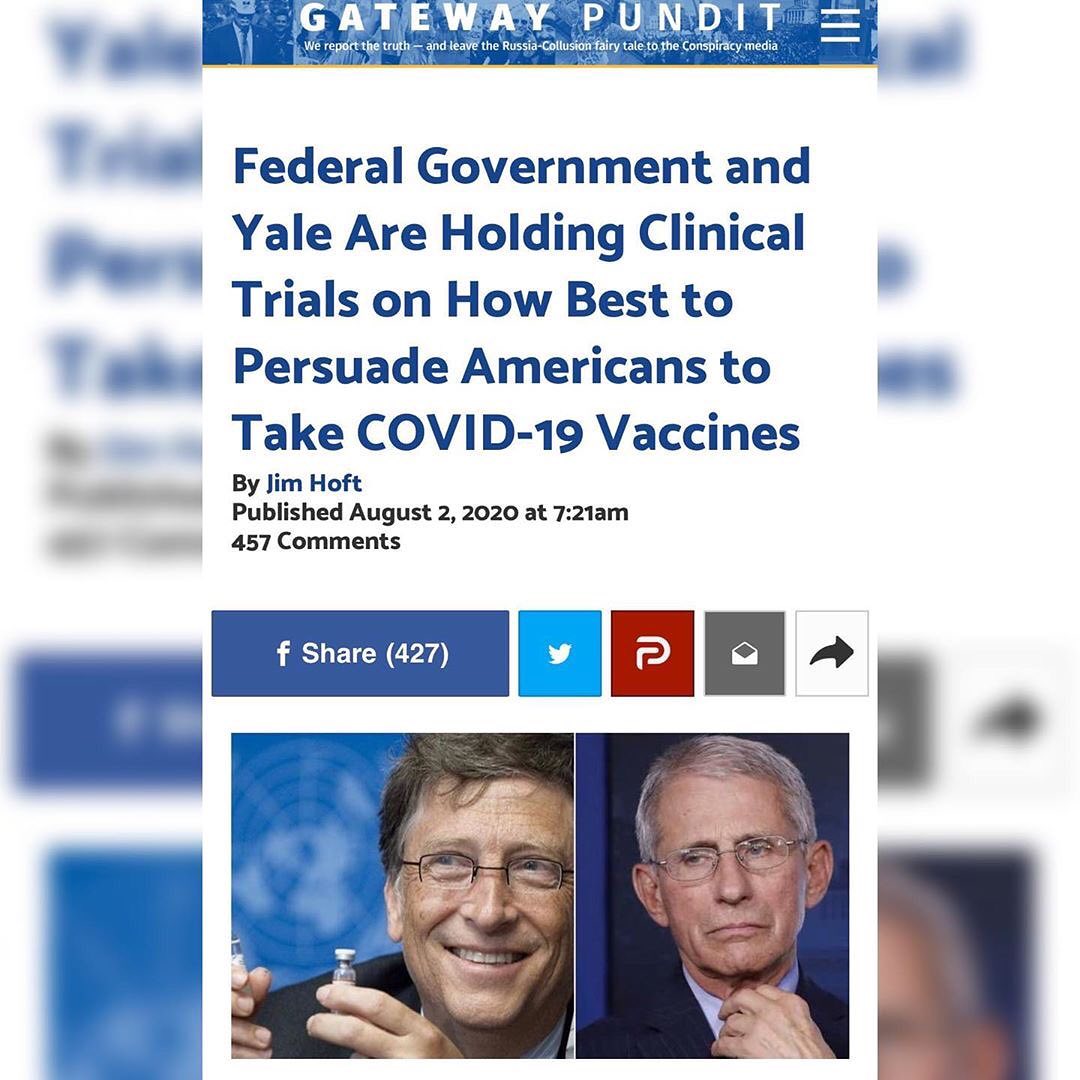 GATEWAY PUNDIT
We report the truth — and leave the Russia-Collusion fairy tale to the Conspiracy media
Federal Government and
Yale Are Holding Clinical
Trials on How Best to
Persuade Americans to
Take COVID-19 Vaccines
By Jim Hoft
Published August 2, 2020 at 7:21am
457 Comments
f Share (427)